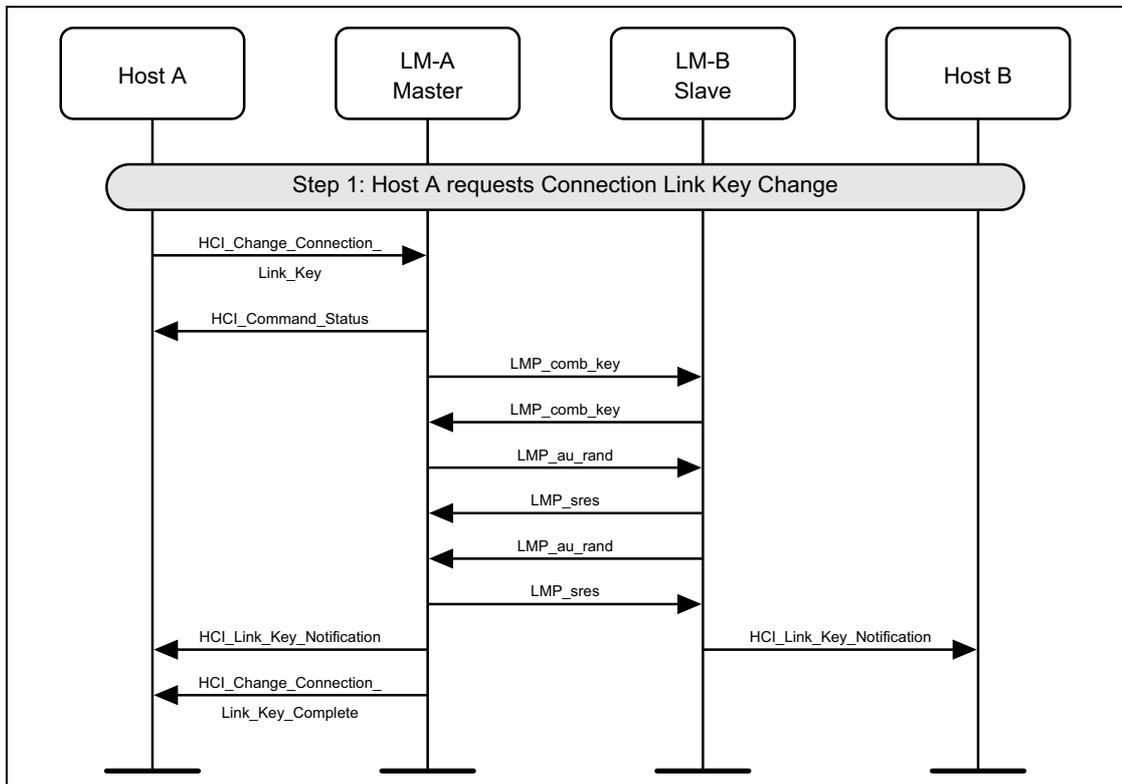 Host A
LM-A
Master
LM-B
Slave
Host B
Step 1: Host A requests Connection Link Key Change
HCI_Change_Connection_
Link_Key
HCI_Command_Status
LMP_comb_key
LMP_comb_key
LMP_au_rand
LMP_sres
LMP_au_rand
LMP_sres
HCI_Link_Key_Notification
HCI_Link_Key_Notification
HCI_Change_Connection_
Link_Key_Complete